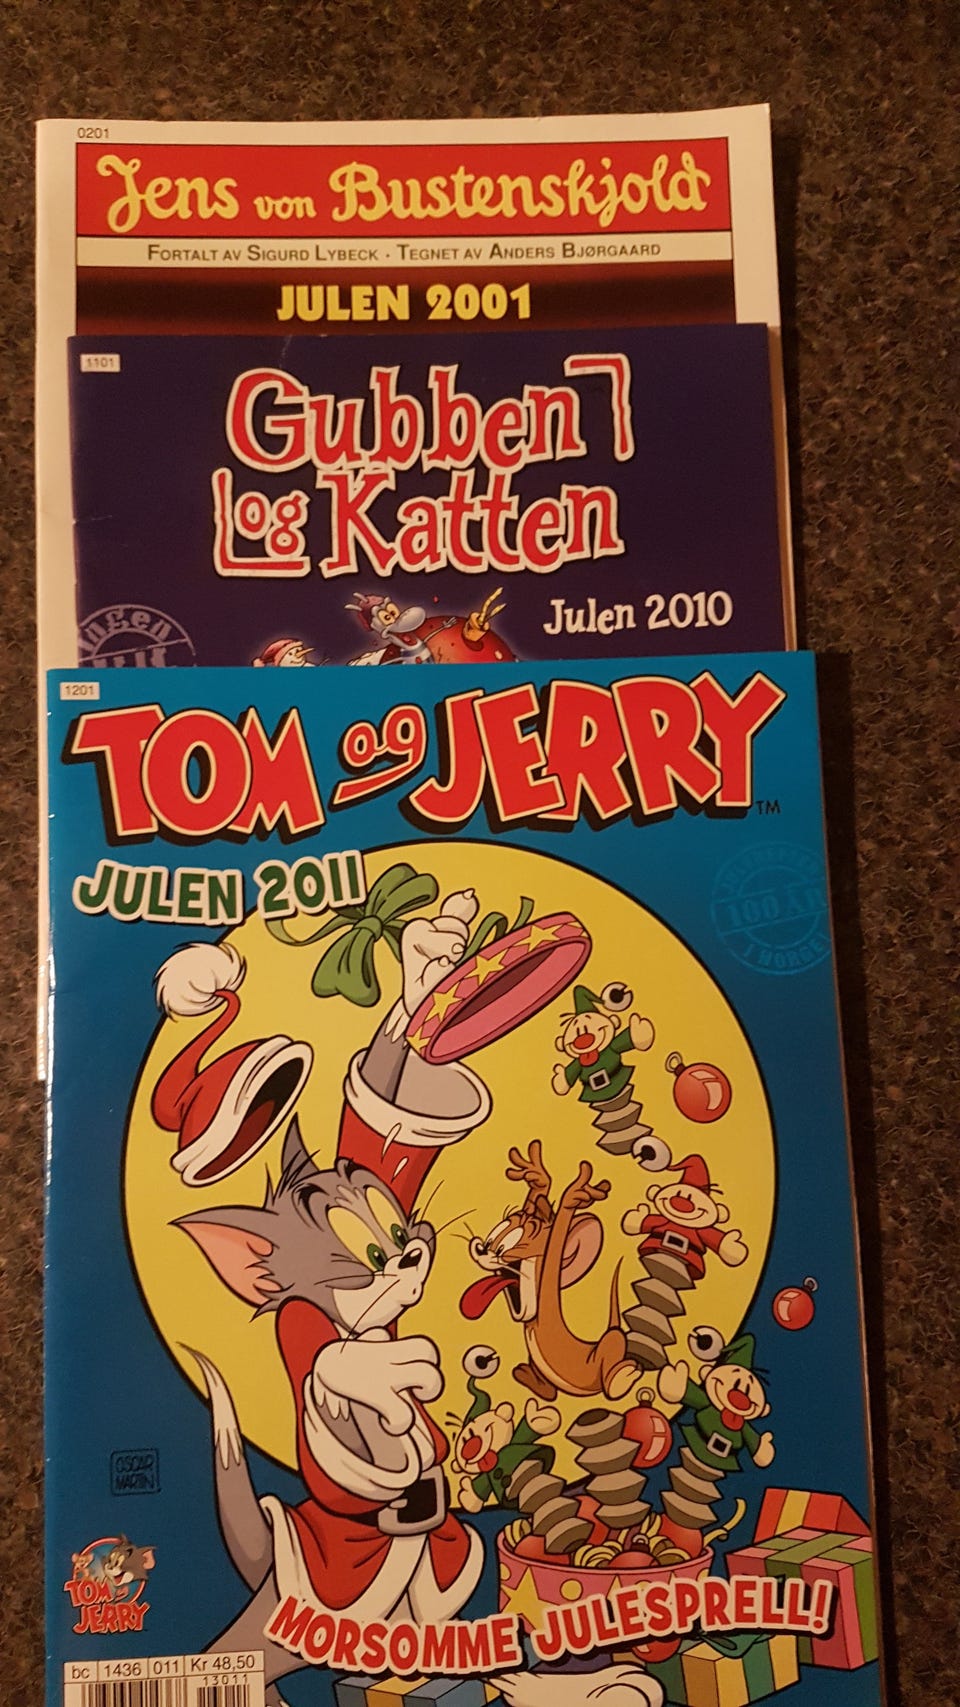 0201
Jens von Bustenskjold
FORTALT AV SIGURD LYBECK · TEGNET AV ANDERS BJØRGAARD
JULEN 2001
1101
Gubben
og Katten
Julen 2010
1201
TOM og JERRY
TM
JULEN 2011
100 ÅR
I NORGE
OSCAR
MARTIN
TOM
JERRY
MORSOMME JULESPRELL!
bc 1436 011 Kr 48,50
13011